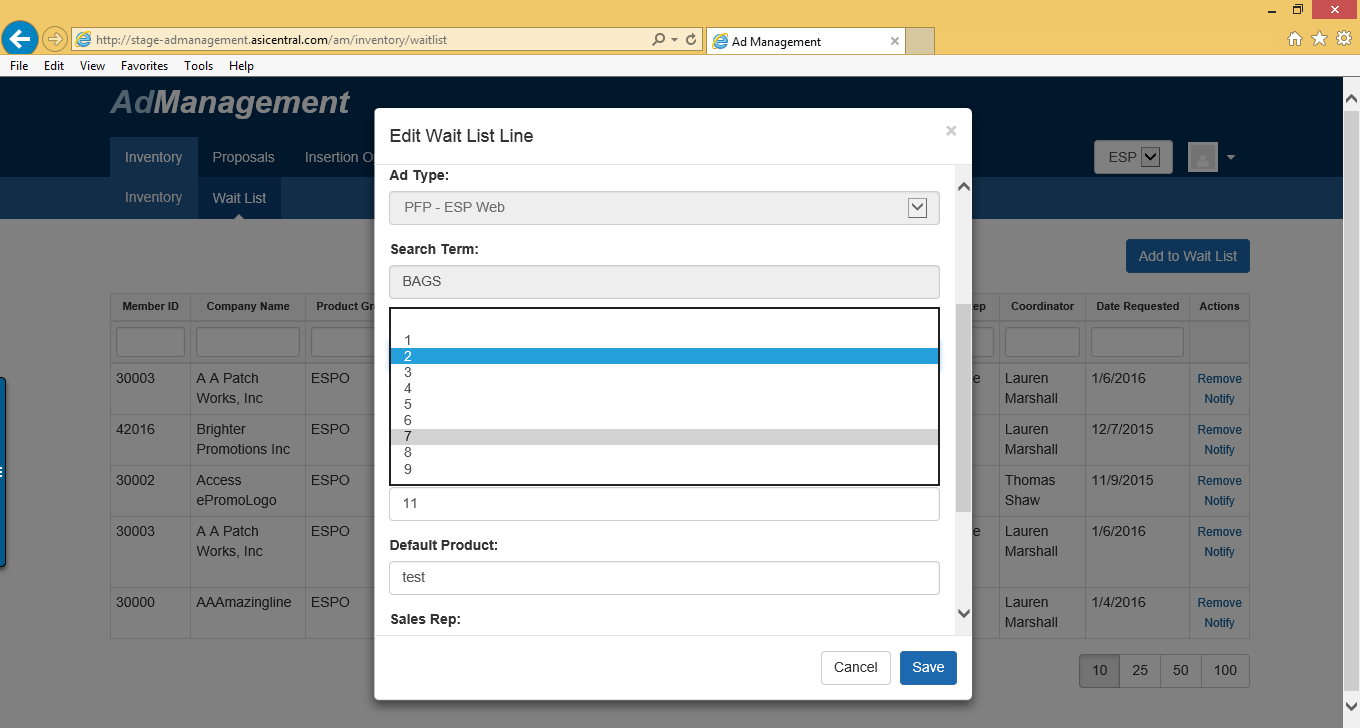 http://stage-admanagement.asicentral.com/am/inventory/waitlist
Ad Management
File Edit View Favorites Tools Help
AdManagement
Inventory Proposals Insertion O
ESP
Inventory Wait List
Add to Wait List
Member ID Company Name Product Gr ep Coordinator Date Requested Actions
30003 A A Patch Works, Inc ESPO e Lauren Marshall 1/6/2016 Remove Notify
42016 Brighter Promotions Inc ESPO Lauren Marshall 12/7/2015 Remove Notify
30002 Access ePromoLogo ESPO Thomas Shaw 11/9/2015 Remove Notify
30003 A A Patch Works, Inc ESPO e Lauren Marshall 1/6/2016 Remove Notify
30000 AAAmazingline ESPO Lauren Marshall 1/4/2016 Remove Notify
10 25 50 100
Edit Wait List Line
×
Ad Type:
PFP - ESP Web
Search Term:
BAGS
1
2
3
4
5
6
7
8
9
11
Default Product:
test
Sales Rep:
Cancel Save